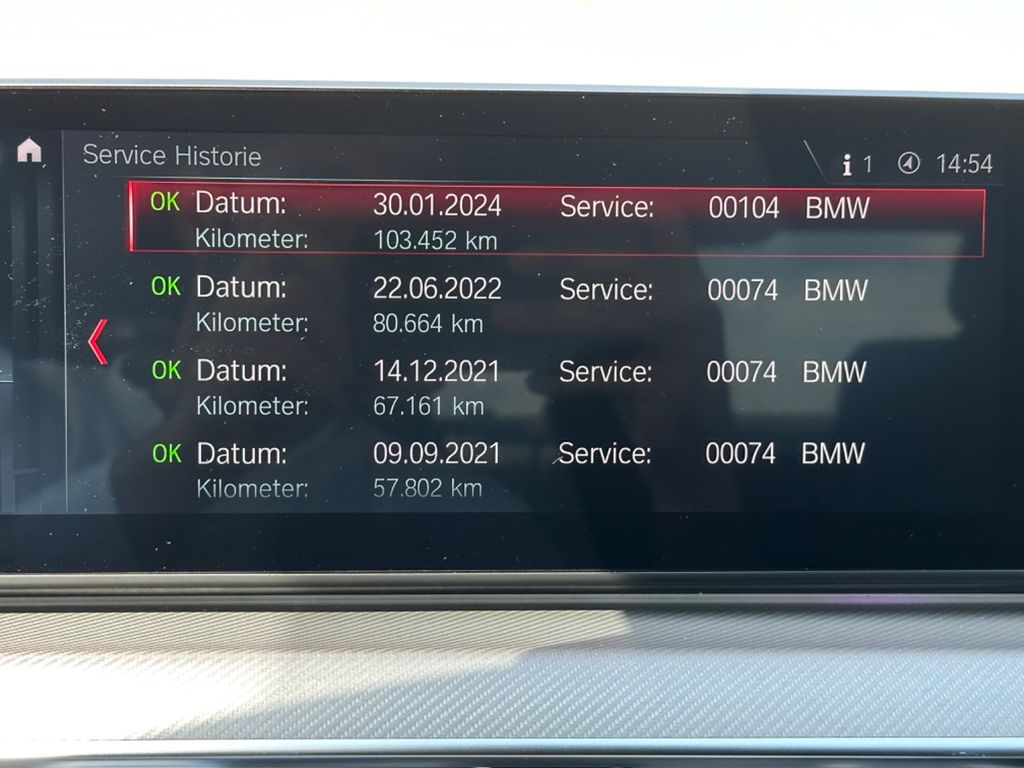 Service Historie
i 1 14:54
OK Datum: 30.01.2024 Service: 00104 BMW
Kilometer: 103.452 km
OK Datum: 22.06.2022 Service: 00074 BMW
Kilometer: 80.664 km
OK Datum: 14.12.2021 Service: 00074 BMW
Kilometer: 67.161 km
OK Datum: 09.09.2021 Service: 00074 BMW
Kilometer: 57.802 km